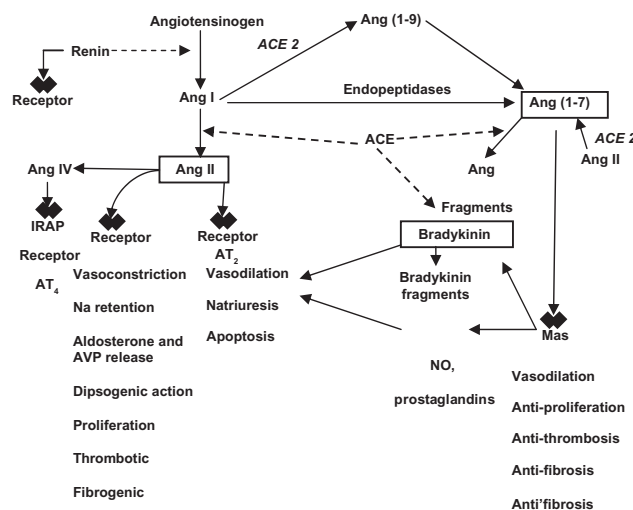 Angiotensinogen
Renin
Receptor
ACE 2
Ang (1-9)
Ang I
Endopeptidases
Ang (1-7)
ACE
ACE 2
Ang II
Ang
Ang IV
Ang II
IRAP
Receptor
AT4
Receptor
Receptor
AT2
Fragments
Bradykinin
Bradykinin
fragments
Vasoconstriction
Na retention
Aldosterone and
AVP release
Dipsogenic action
Proliferation
Thrombotic
Fibrogenic
Vasodilation
Natriuresis
Apoptosis
NO,
prostaglandins
Mas
Vasodilation
Anti-proliferation
Anti-thrombosis
Anti-fibrosis
Anti'fibrosis